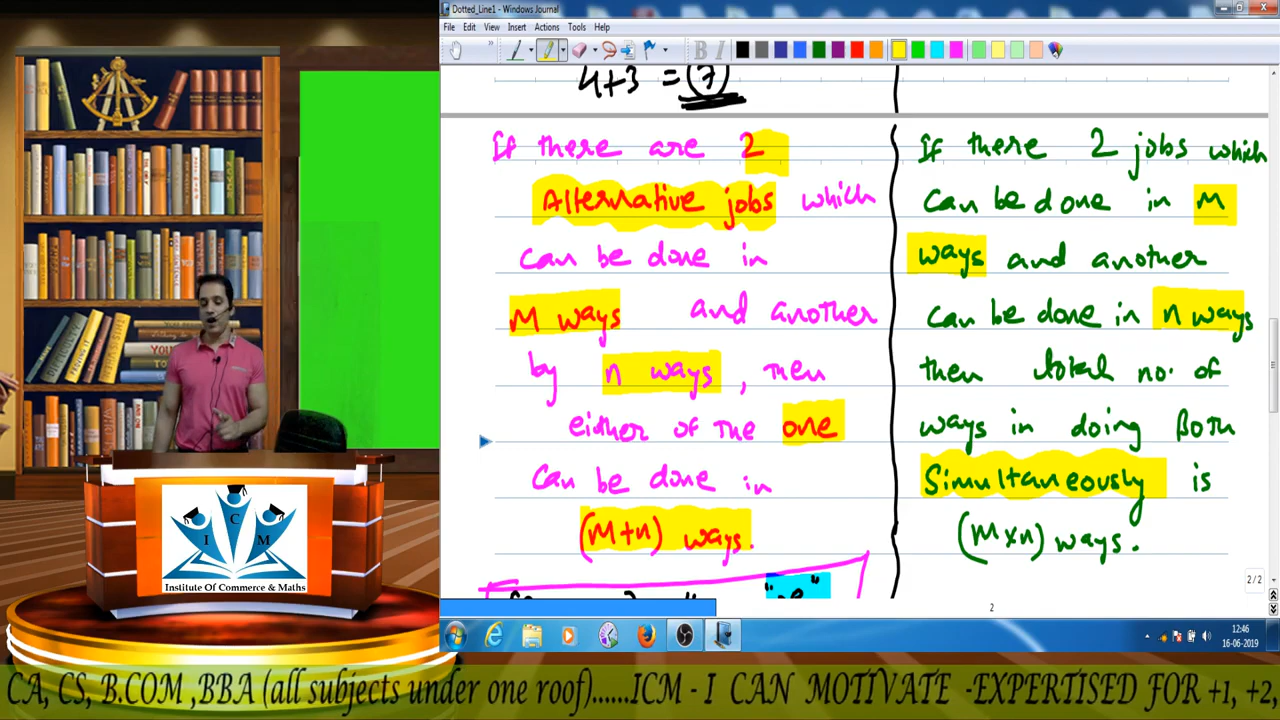 Dotted_Line1 - Windows Journal
File Edit View Insert Actions Tools Help
B I
4+3 = (7)
If there are 2
Alternative jobs which
can be done in
M ways and another
by n ways, then
either of the one
can be done in
(M+n) ways.
If there 2 jobs which
can be done in M
ways and another
can be done in n ways
then total no. of
ways in doing Both
Simultaneously is
(M×n) ways.
2/2
2
I C M
Institute Of Commerce & Maths
12:46
16-06-2019
CA, CS, B.COM ,BBA (all subjects under one roof)......ICM - I CAN MOTIVATE -EXPERTISED FOR +1, +2,